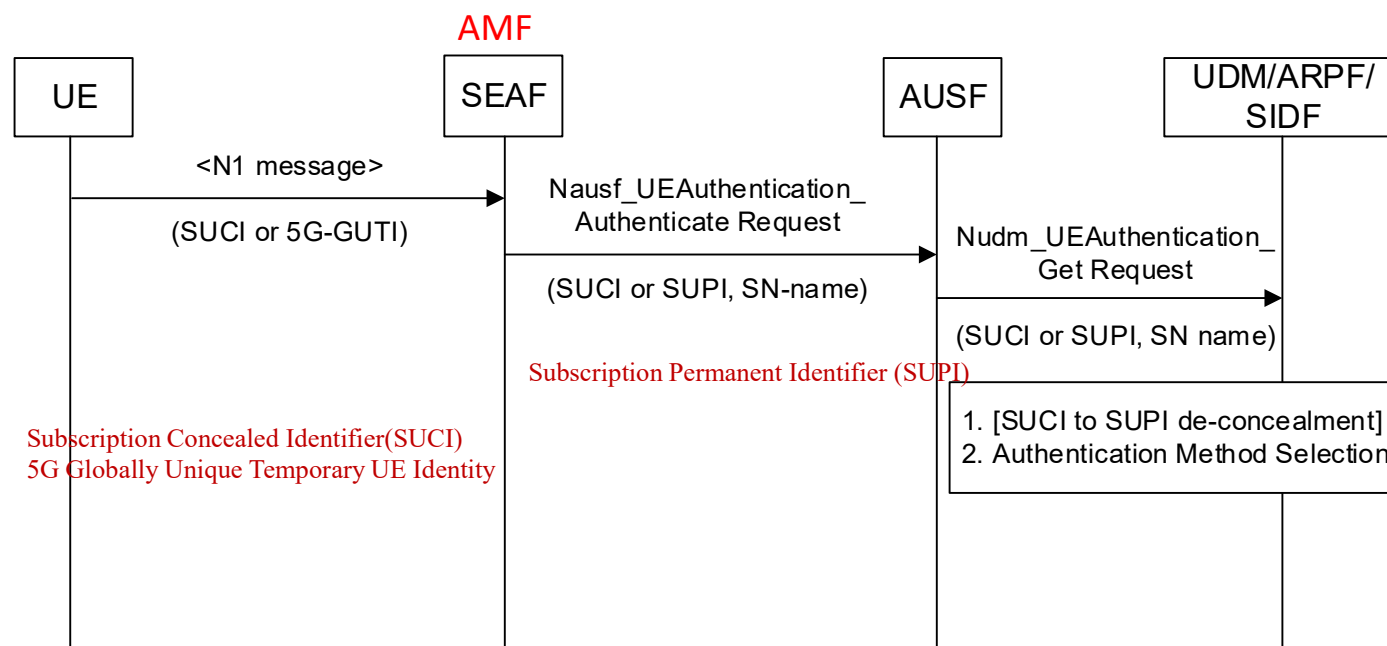 AMF
UE
SEAF
AUSF
UDM/ARPF/
SIDF
<N1 message>
(SUCI or 5G-GUTI)
Nausf_UEAuthentication_
Authenticate Request
(SUCI or SUPI, SN-name)
Nudm_UEAuthentication_
Get Request
(SUCI or SUPI, SN name)
Subscription Permanent Identifier (SUPI)
1. [SUCI to SUPI de-concealment]
2. Authentication Method Selection
Subscription Concealed Identifier(SUCI)
5G Globally Unique Temporary UE Identity